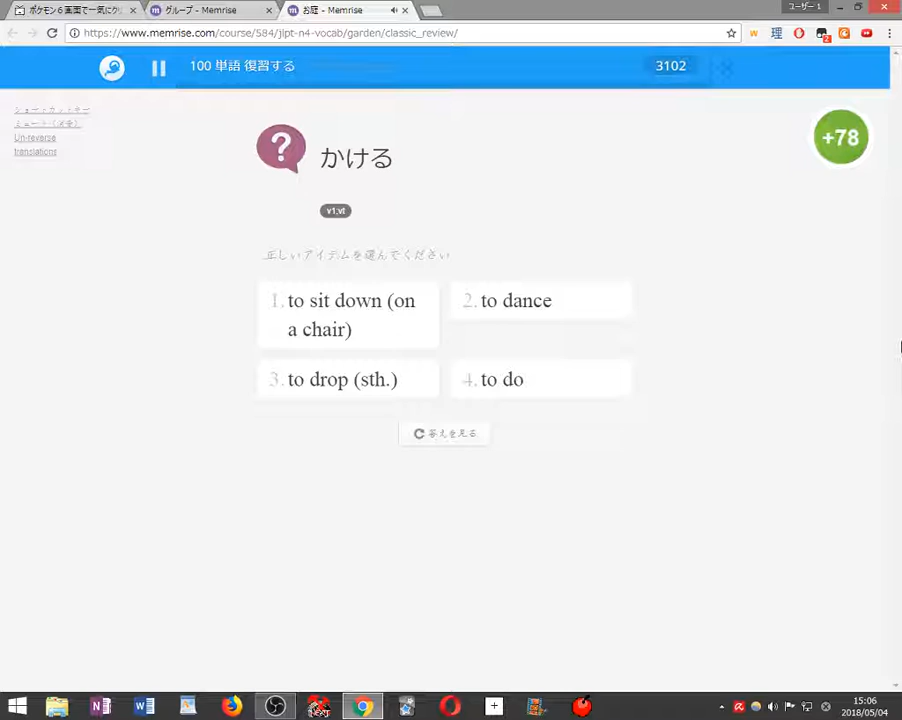 ポケモン６画面で一気にク
グループ - Memrise
お庭 - Memrise
ユーザー 1
https://www.memrise.com/course/584/jlpt-n4-vocab/garden/classic_review/
100 単語 復習する
3102
Un-reverse
translations
+78
?
かける
v1;vt
正しいアイテムを選んでください
1. to sit down (on
a chair)
2. to dance
3. to drop (sth.)
4. to do
答えを見る
15:06
2018/05/04